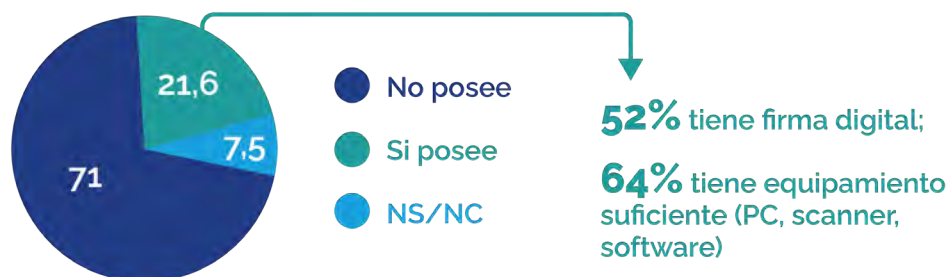 21,6
7,5
71
No posee
Si posee
NS/NC
52% tiene firma digital;
64% tiene equipamiento
suficiente (PC, scanner,
software)